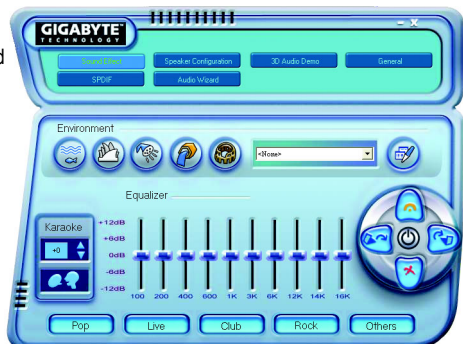 GIGABYTE™
TECHNOLOGY
d
Sound Effect
Speaker Configuration
3D Audio Demo
General
SPDIF
Audio Wizard
Environment
<None>
Equalizer
Karaoke
+0
+12dB
+6dB
0dB
-6dB
-12dB
100 200 400 600 1K 3K 6K 12K 14K 16K
Pop
Live
Club
Rock
Others